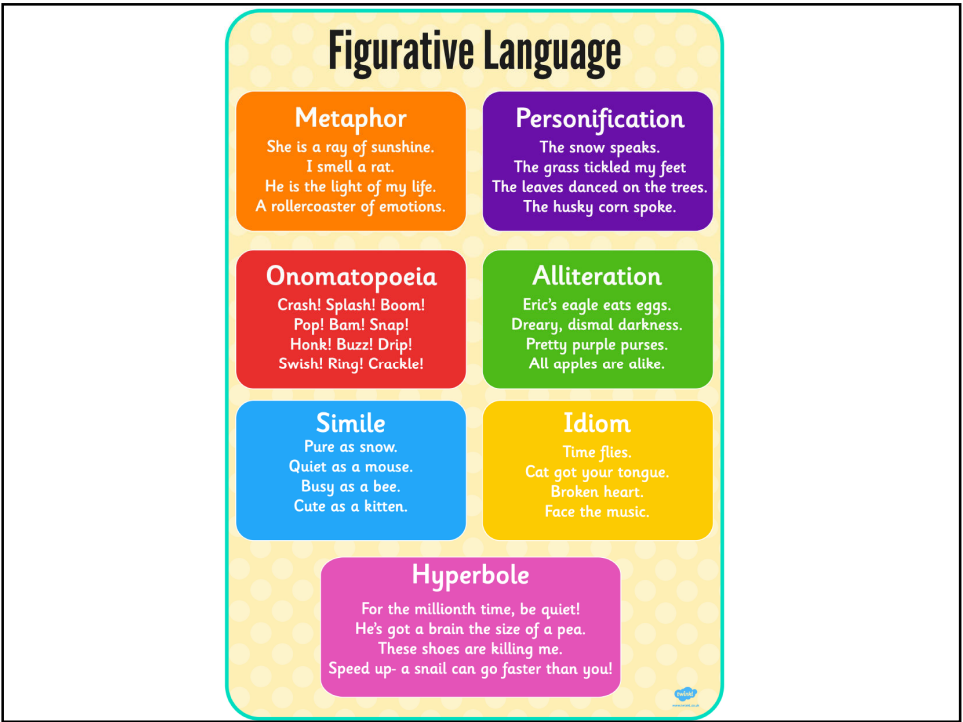 Figurative Language
Metaphor
She is a ray of sunshine.
I smell a rat.
He is the light of my life.
A rollercoaster of emotions.
Personification
The snow speaks.
The grass tickled my feet
The leaves danced on the trees.
The husky corn spoke.
Onomatopoeia
Crash! Splash! Boom!
Pop! Bam! Snap!
Honk! Buzz! Drip!
Swish! Ring! Crackle!
Alliteration
Eric's eagle eats eggs.
Dreary, dismal darkness.
Pretty purple purses.
All apples are alike.
Simile
Pure as snow.
Quiet as a mouse.
Busy as a bee.
Cute as a kitten.
Idiom
Time flies.
Cat got your tongue.
Broken heart.
Face the music.
Hyperbole
For the millionth time, be quiet!
He's got a brain the size of a pea.
These shoes are killing me.
Speed up- a snail can go faster than you!
twinkl